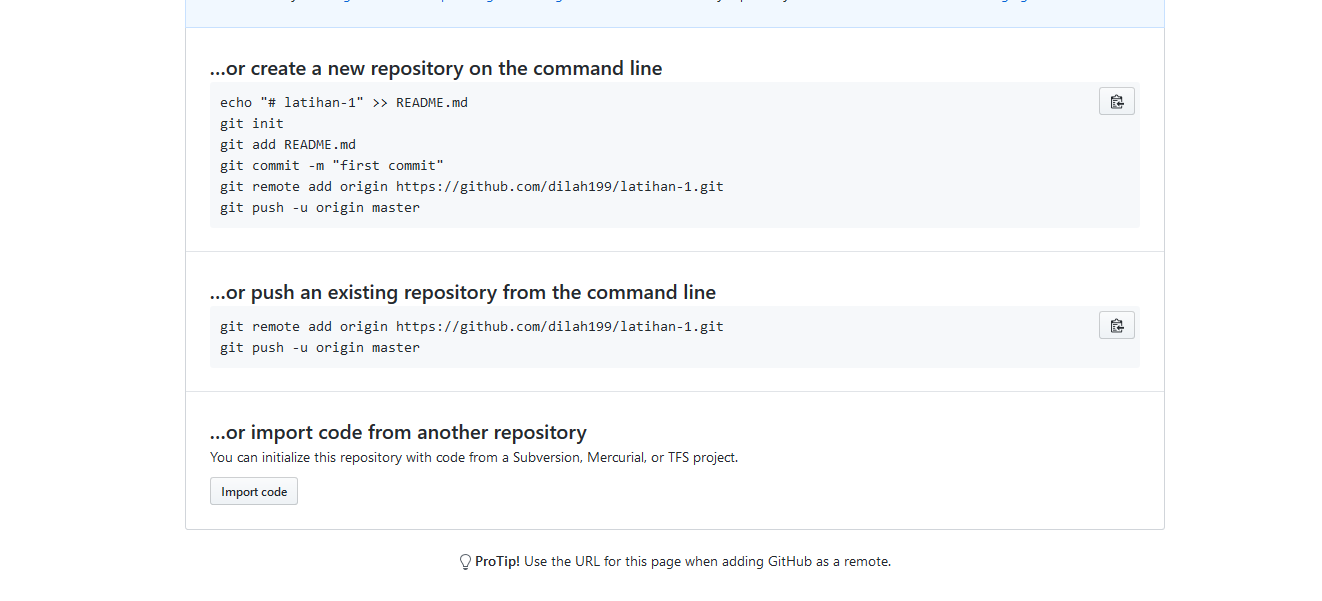 ...or create a new repository on the command line
echo "# latihan-1" >> README.md
git init
git add README.md
git commit -m "first commit"
git remote add origin https://github.com/dilah199/latihan-1.git
git push -u origin master
...or push an existing repository from the command line
git remote add origin https://github.com/dilah199/latihan-1.git
git push -u origin master
...or import code from another repository
You can initialize this repository with code from a Subversion, Mercurial, or TFS project.
Import code
ProTip! Use the URL for this page when adding GitHub as a remote.